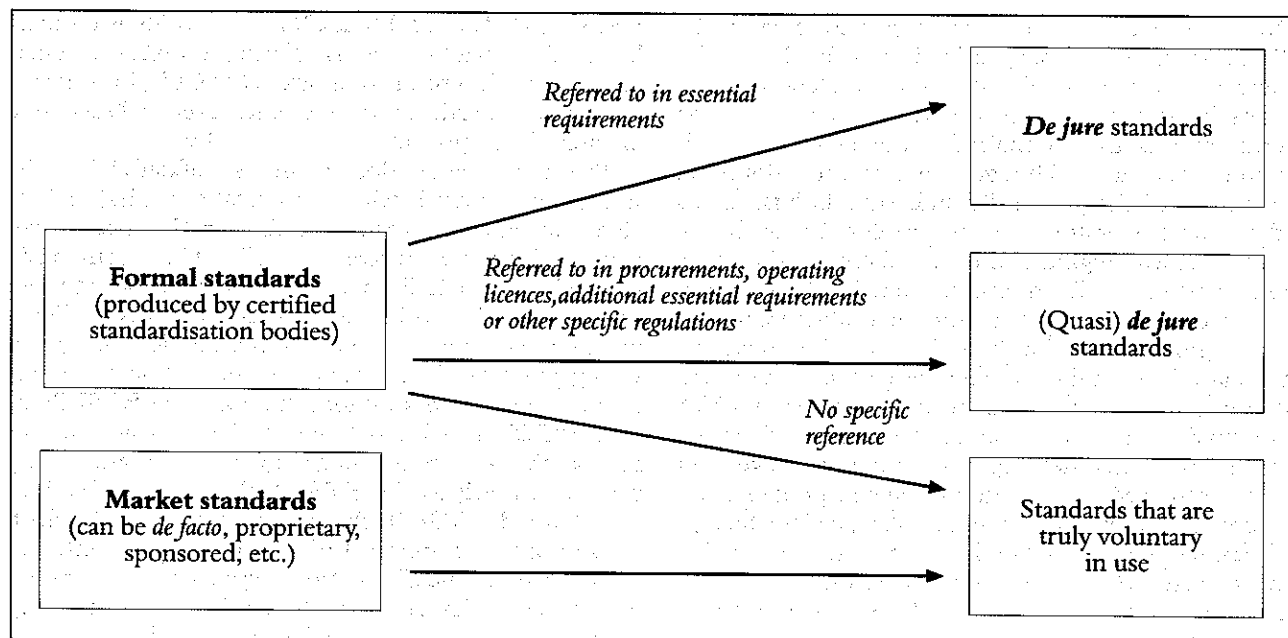 Referred to in essential
requirements
De jure standards
Formal standards
(produced by certified
standardisation bodies)
Referred to in procurements, operating
licences,additional essential requirements
or other specific regulations
(Quasi) de jure
standards
No specific
reference
Market standards
(can be de facto, proprietary,
sponsored, etc.)
Standards that are
truly voluntary
in use